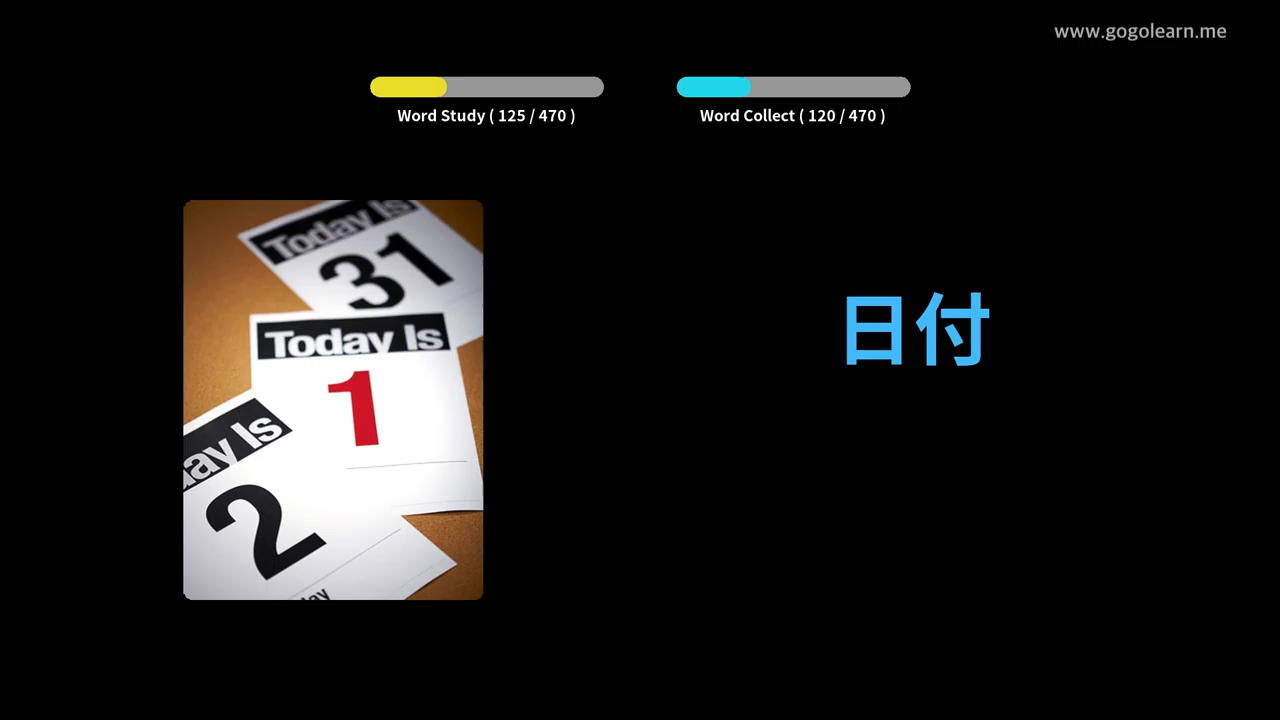 www.gogolearn.me
Word Study ( 125 / 470 )
Word Collect ( 120 / 470 )
Today Is
31
Today Is
1
ay Is
2
day
日付